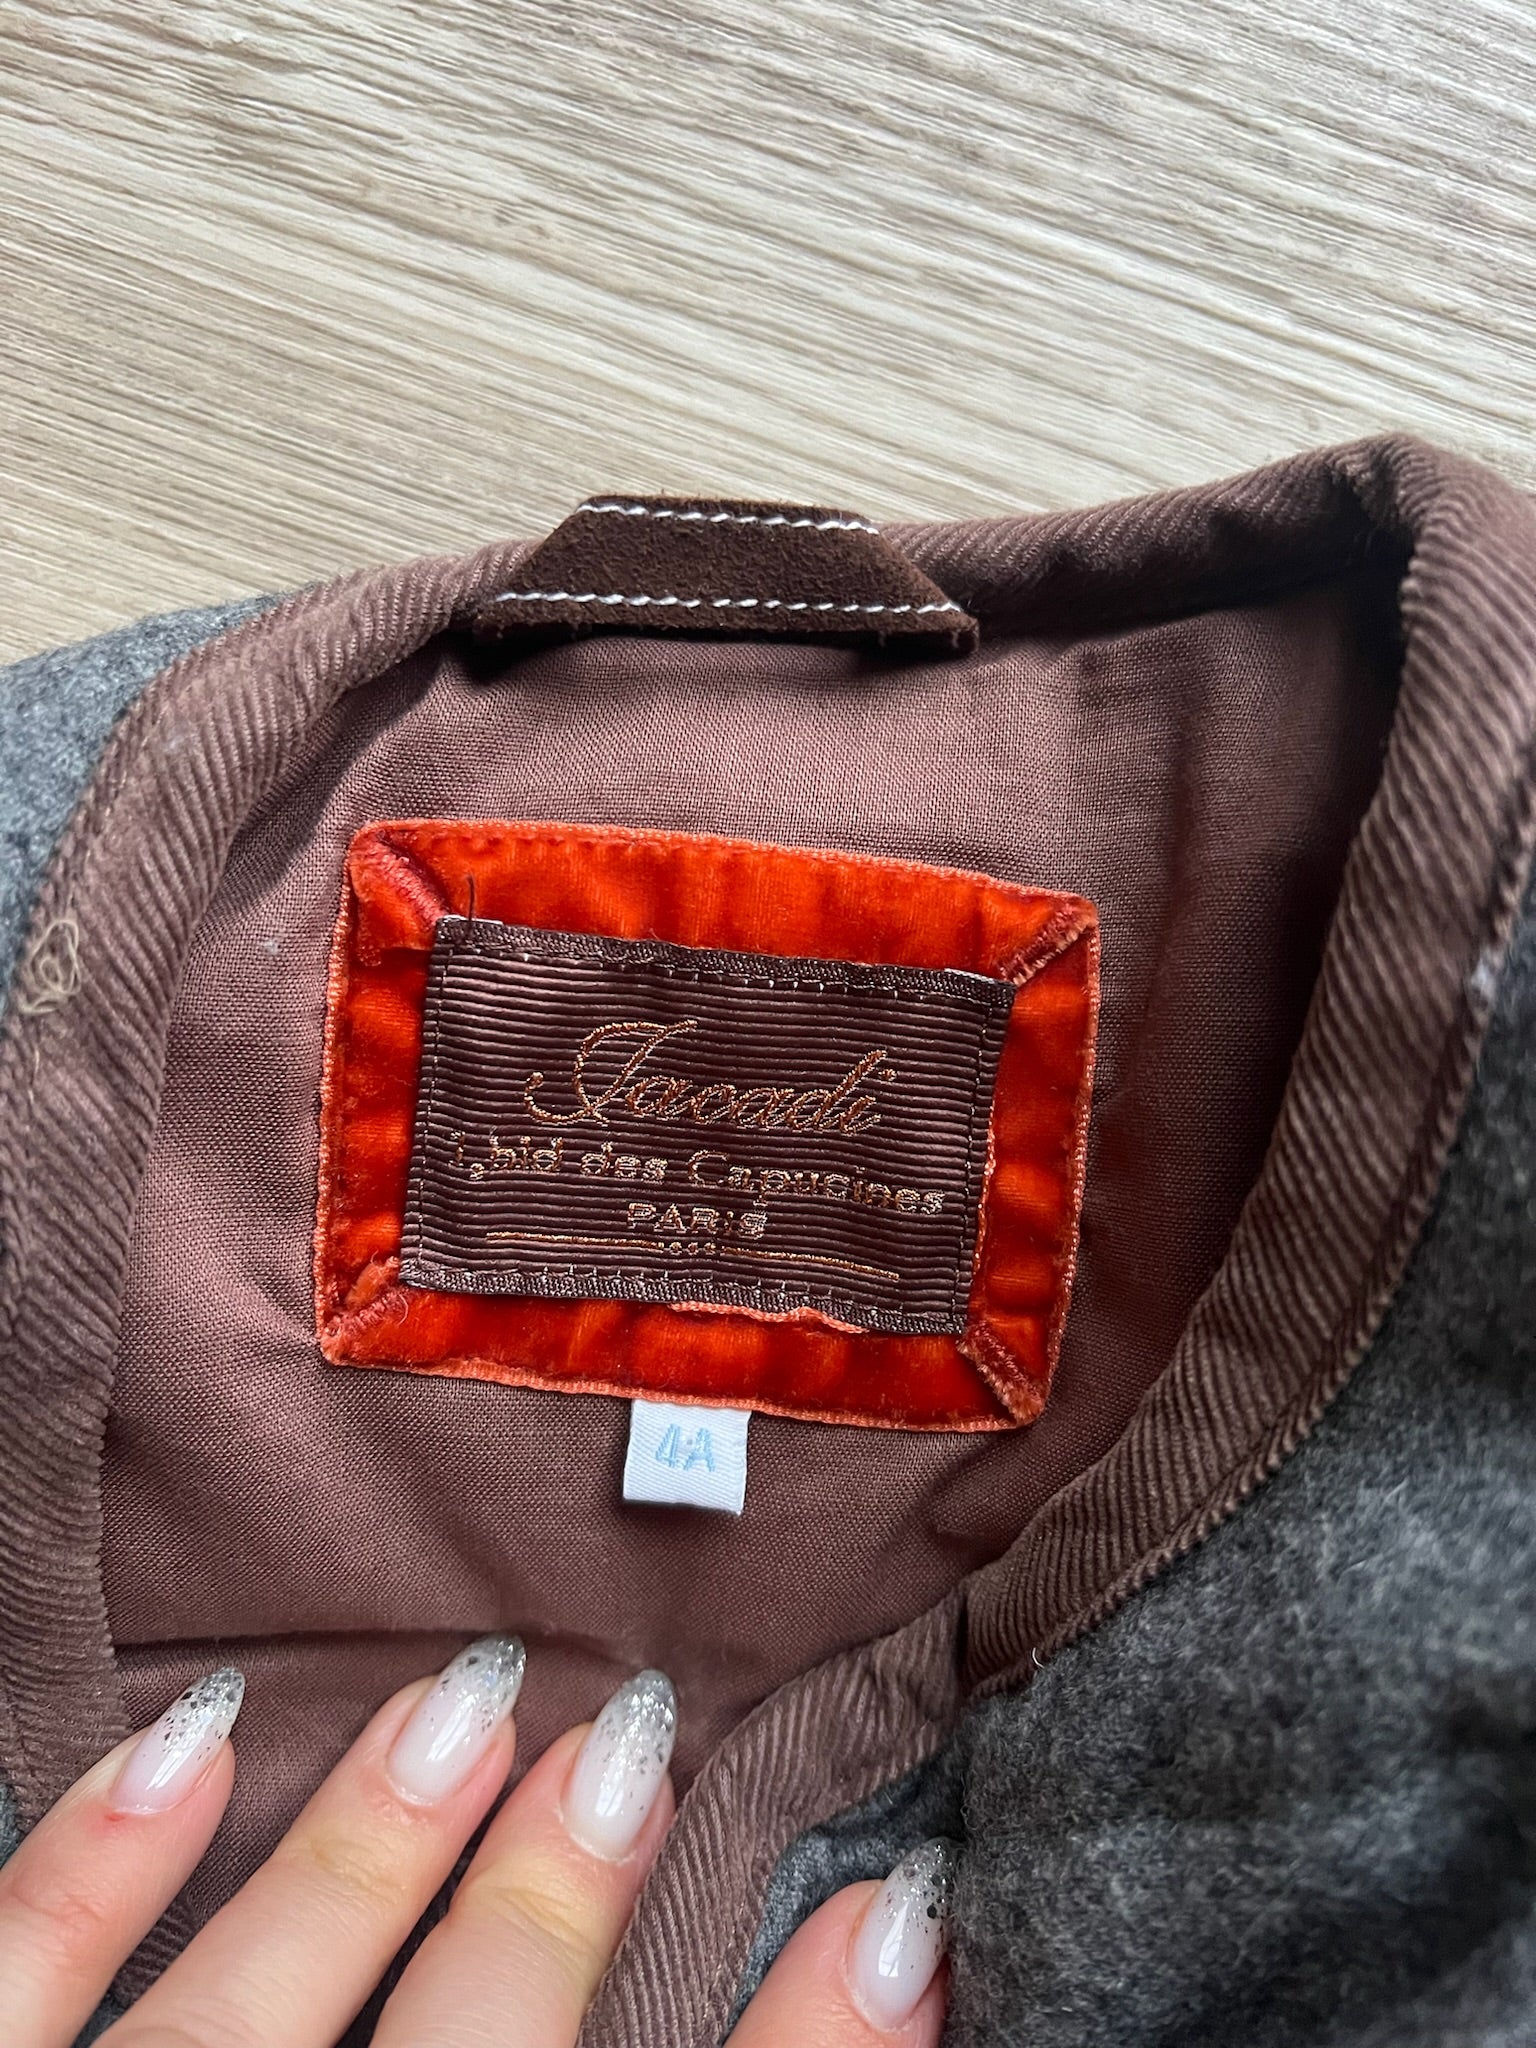 Jacadi
1, bld des Capucines
PARIS
4A